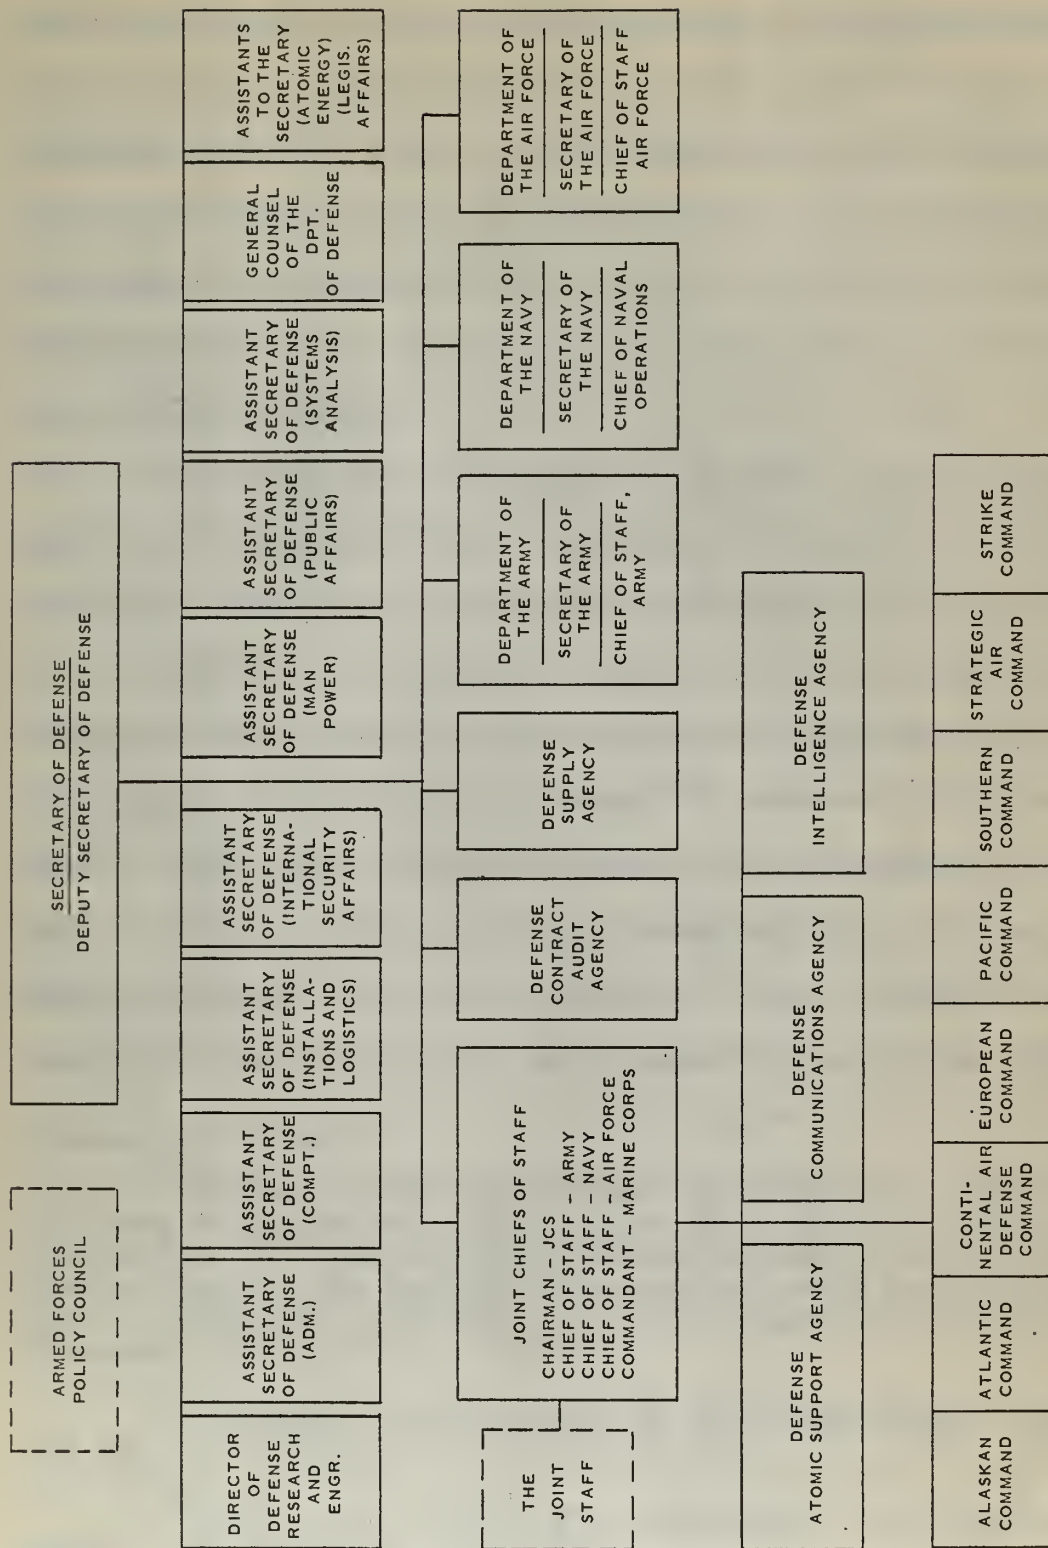 ARMED FORCES
POLICY COUNCIL
SECRETARY OF DEFENSE
DEPUTY SECRETARY OF DEFENSE
DIRECTOR
OF
DEFENSE
RESEARCH
AND
ENGR.
ASSISTANT
SECRETARY
OF DEFENSE
(ADM.)
ASSISTANT
SECRETARY
OF DEFENSE
(COMPT.)
ASSISTANT
SECRETARY
OF DEFENSE
(INSTALLA-
TIONS AND
LOGISTICS)
ASSISTANT
SECRETARY
OF DEFENSE
(INTERNA-
TIONAL
SECURITY
AFFAIRS)
ASSISTANT
SECRETARY
OF DEFENSE
(MAN
POWER)
ASSISTANT
SECRETARY
OF DEFENSE
(PUBLIC
AFFAIRS)
ASSISTANT
SECRETARY
OF DEFENSE
(SYSTEMS
ANALYSIS)
GENERAL
COUNSEL
OF THE
DPT.
OF DEFENSE
ASSISTANTS
TO THE
SECRETARY
(ATOMIC
ENERGY)
(LEGIS.
AFFAIRS)
THE
JOINT
STAFF
JOINT CHIEFS OF STAFF
CHAIRMAN – JCS
CHIEF OF STAFF – ARMY
CHIEF OF STAFF – NAVY
CHIEF OF STAFF – AIR FORCE
COMMANDANT – MARINE CORPS
DEFENSE
CONTRACT
AUDIT
AGENCY
DEFENSE
SUPPLY
AGENCY
DEPARTMENT OF
THE ARMY
SECRETARY OF
THE ARMY
CHIEF OF STAFF,
ARMY
DEPARTMENT OF
THE NAVY
SECRETARY OF
THE NAVY
CHIEF OF NAVAL
OPERATIONS
DEPARTMENT OF
THE AIR FORCE
SECRETARY OF
THE AIR FORCE
CHIEF OF STAFF
AIR FORCE
DEFENSE
ATOMIC SUPPORT AGENCY
DEFENSE
COMMUNICATIONS AGENCY
DEFENSE
INTELLIGENCE AGENCY
ALASKAN
COMMAND
ATLANTIC
COMMAND
CONTI-
NENTAL AIR
DEFENSE
COMMAND
EUROPEAN
COMMAND
PACIFIC
COMMAND
SOUTHERN
COMMAND
STRATEGIC
AIR
COMMAND
STRIKE
COMMAND